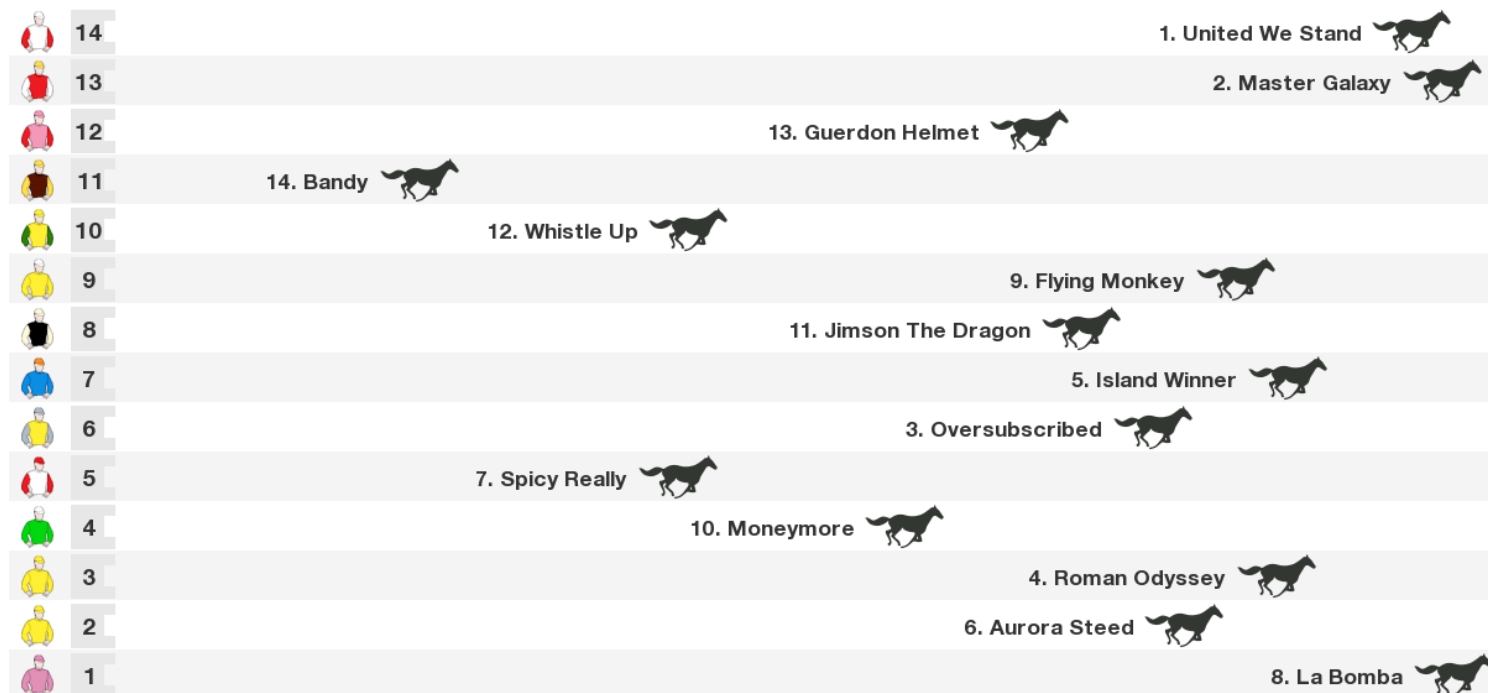 14 1. United We Stand
13 2. Master Galaxy
12 13. Guerdon Helmet
11 14. Bandy
10 12. Whistle Up
9 9. Flying Monkey
8 11. Jimson The Dragon
7 5. Island Winner
6 3. Oversubscribed
5 7. Spicy Really
4 10. Moneymore
3 4. Roman Odyssey
2 6. Aurora Steed
1 8. La Bomba